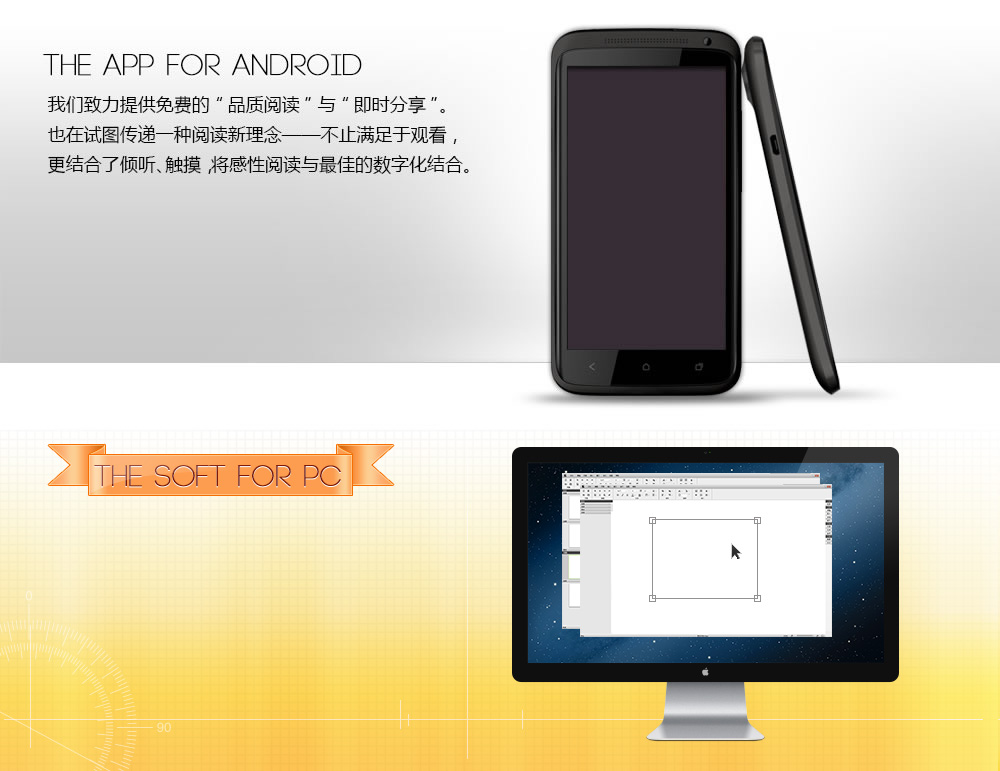 THE APP FOR ANDROID
我们致力提供免费的“品质阅读”与“即时分享”。
也在试图传递一种阅读新理念——不止满足于观看，
更结合了倾听、触摸,将感性阅读与最佳的数字化结合。
THE SOFT FOR PC
0
90